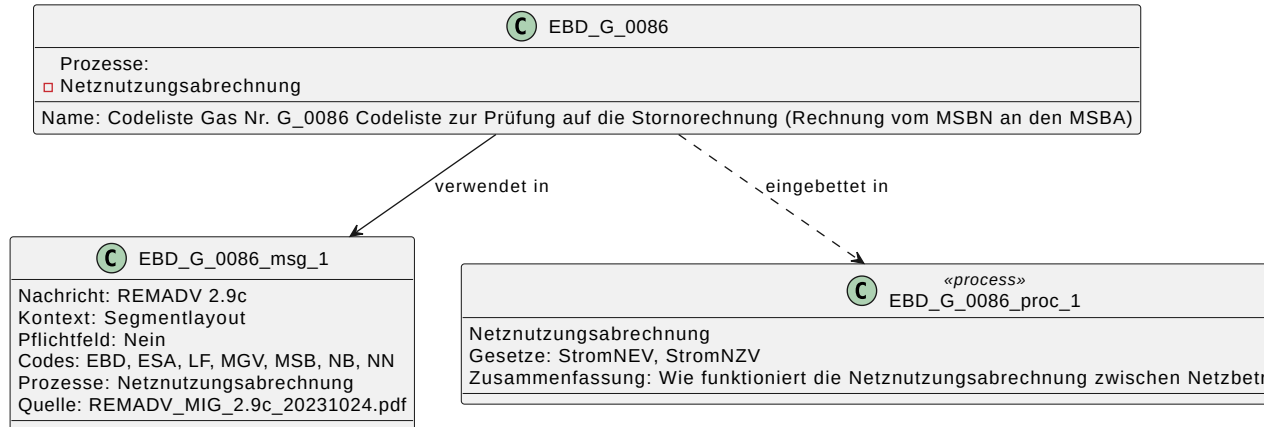 C EBD_G_0086
Prozesse:
Netznutzungsabrechnung
Name: Codeliste Gas Nr. G_0086 Codeliste zur Prüfung auf die Stornorechnung (Rechnung vom MSBN an den MSBA)
verwendet in
eingebettet in
C EBD_G_0086_msg_1
Nachricht: REMADV 2.9c
Kontext: Segmentlayout
Pflichtfeld: Nein
Codes: EBD, ESA, LF, MGV, MSB, NB, NN
Prozesse: Netznutzungsabrechnung
Quelle: REMADV_MIG_2.9c_20231024.pdf
«process»
C EBD_G_0086_proc_1
Netznutzungsabrechnung
Gesetze: StromNEV, StromNZV
Zusammenfassung: Wie funktioniert die Netznutzungsabrechnung zwischen